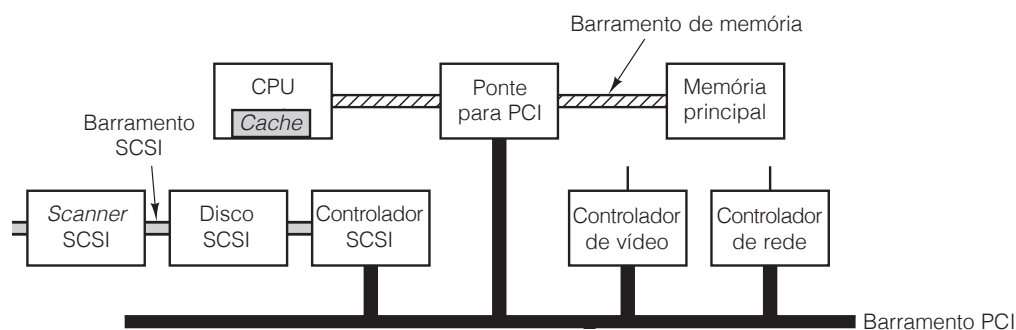 Barramento de memória
CPU
Cache
Ponte
para PCI
Memória
principal
Barramento
SCSI
Scanner
SCSI
Disco
SCSI
Controlador
SCSI
Controlador
de vídeo
Controlador
de rede
Barramento PCI